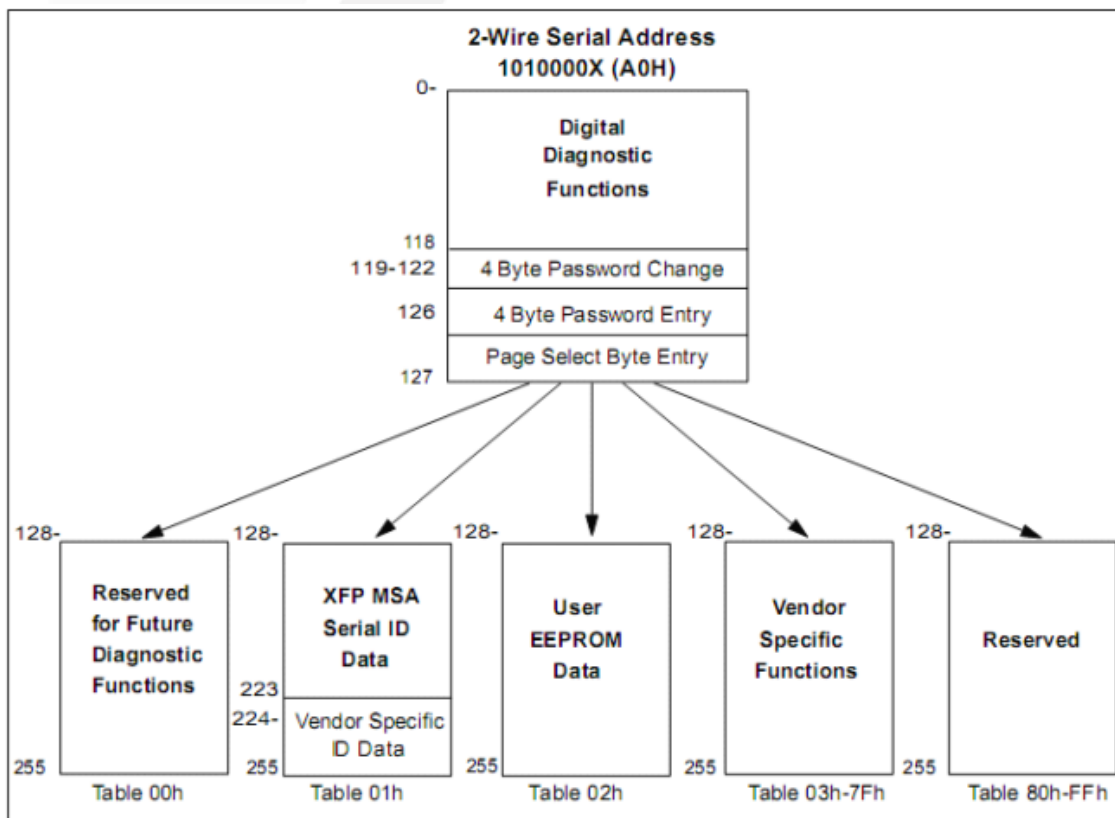 2-Wire Serial Address
1010000X (A0H)
0-
Digital
Diagnostic
Functions
118
119-122
4 Byte Password Change
126
4 Byte Password Entry
Page Select Byte Entry
127
128-
Reserved
for Future
Diagnostic
Functions
255
Table 00h
128-
XFP MSA
Serial ID
Data
223
224-
Vendor Specific
ID Data
255
Table 01h
128-
User
EEPROM
Data
255
Table 02h
128-
Vendor
Specific
Functions
255
Table 03h-7Fh
128-
Reserved
255
Table 80h-FFh